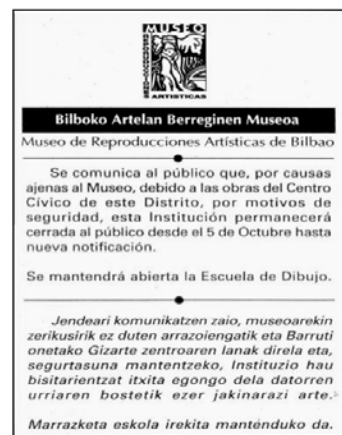 MUSEO
REPRODUCCIONES
ARTISTICAS
Bilboko Artelan Berreginen Museoa
Museo de Reproducciones Artísticas de Bilbao
Se comunica al público que, por causas
ajenas al Museo, debido a las obras del Centro
Cívico de este Distrito, por motivos de
seguridad, esta Institución permanecerá
cerrada al público desde el 5 de Octubre hasta
nueva notificación.
Se mantendrá abierta la Escuela de Dibujo.
Jendeari komunikatzen zaio, museoarekin
zerikusirik ez duten arrazoiengatik eta Barruti
onetako Gizarte zentroaren lanak direla eta,
segurtasuna mantentzeko, Instituzio hau
bisitarientzat itxita egongo dela datorren
urriaren bostetik ezer jakinarazi arte.
Marrazketa eskola irekita mantenduko da.